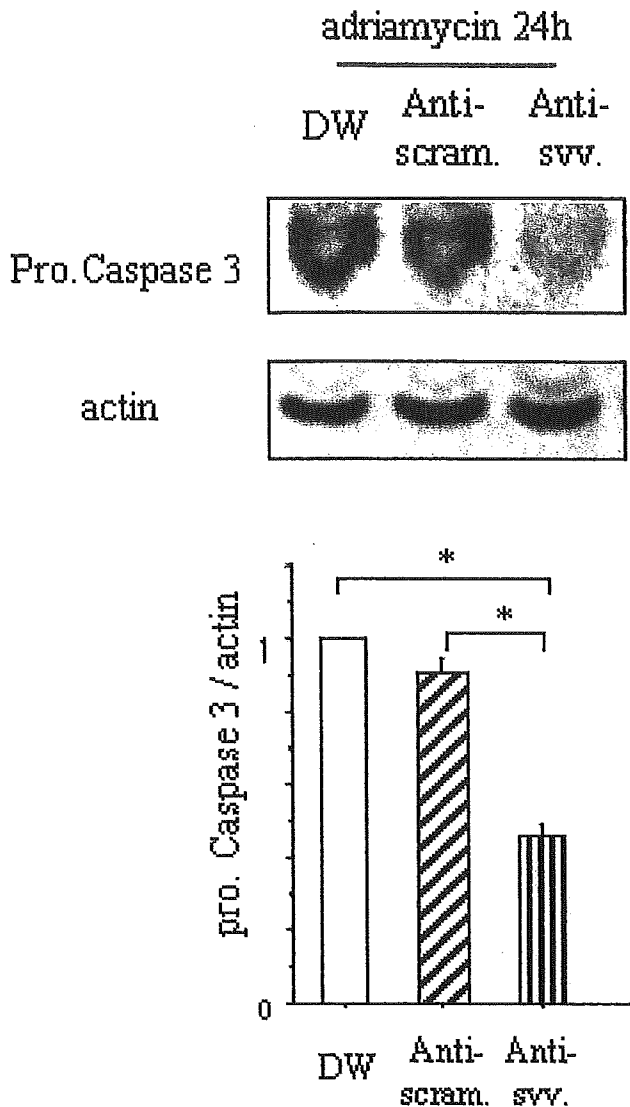 adriamycin 24h
DW Anti-scram. Anti-svv.
Pro. Caspase 3
actin
* 
*
pro. Caspase 3 / actin
1
0
DW Anti-scram. Anti-svv.